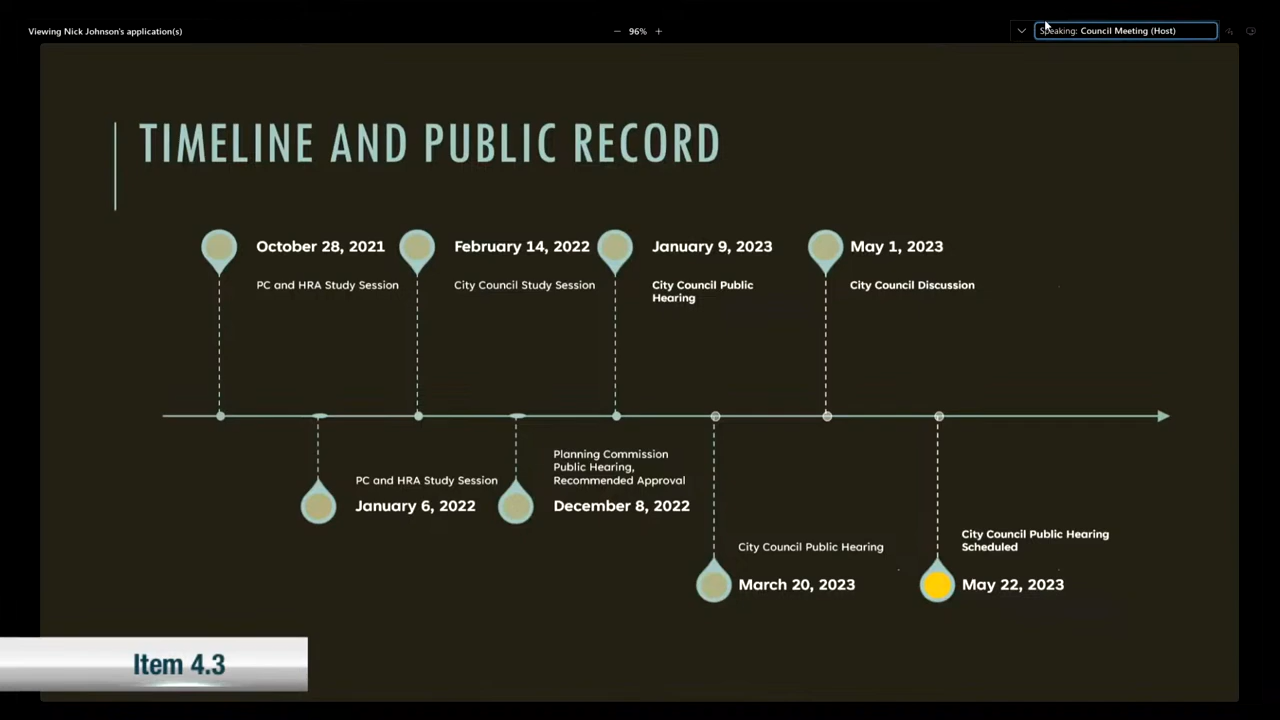 Viewing Nick Johnson's application(s)
− 96% +
Speaking: Council Meeting (Host)
TIMELINE AND PUBLIC RECORD
October 28, 2021
PC and HRA Study Session
February 14, 2022
City Council Study Session
January 9, 2023
City Council Public
Hearing
May 1, 2023
City Council Discussion
PC and HRA Study Session
January 6, 2022
Planning Commission
Public Hearing,
Recommended Approval
December 8, 2022
City Council Public Hearing
March 20, 2023
City Council Public Hearing
Scheduled
May 22, 2023
Item 4.3